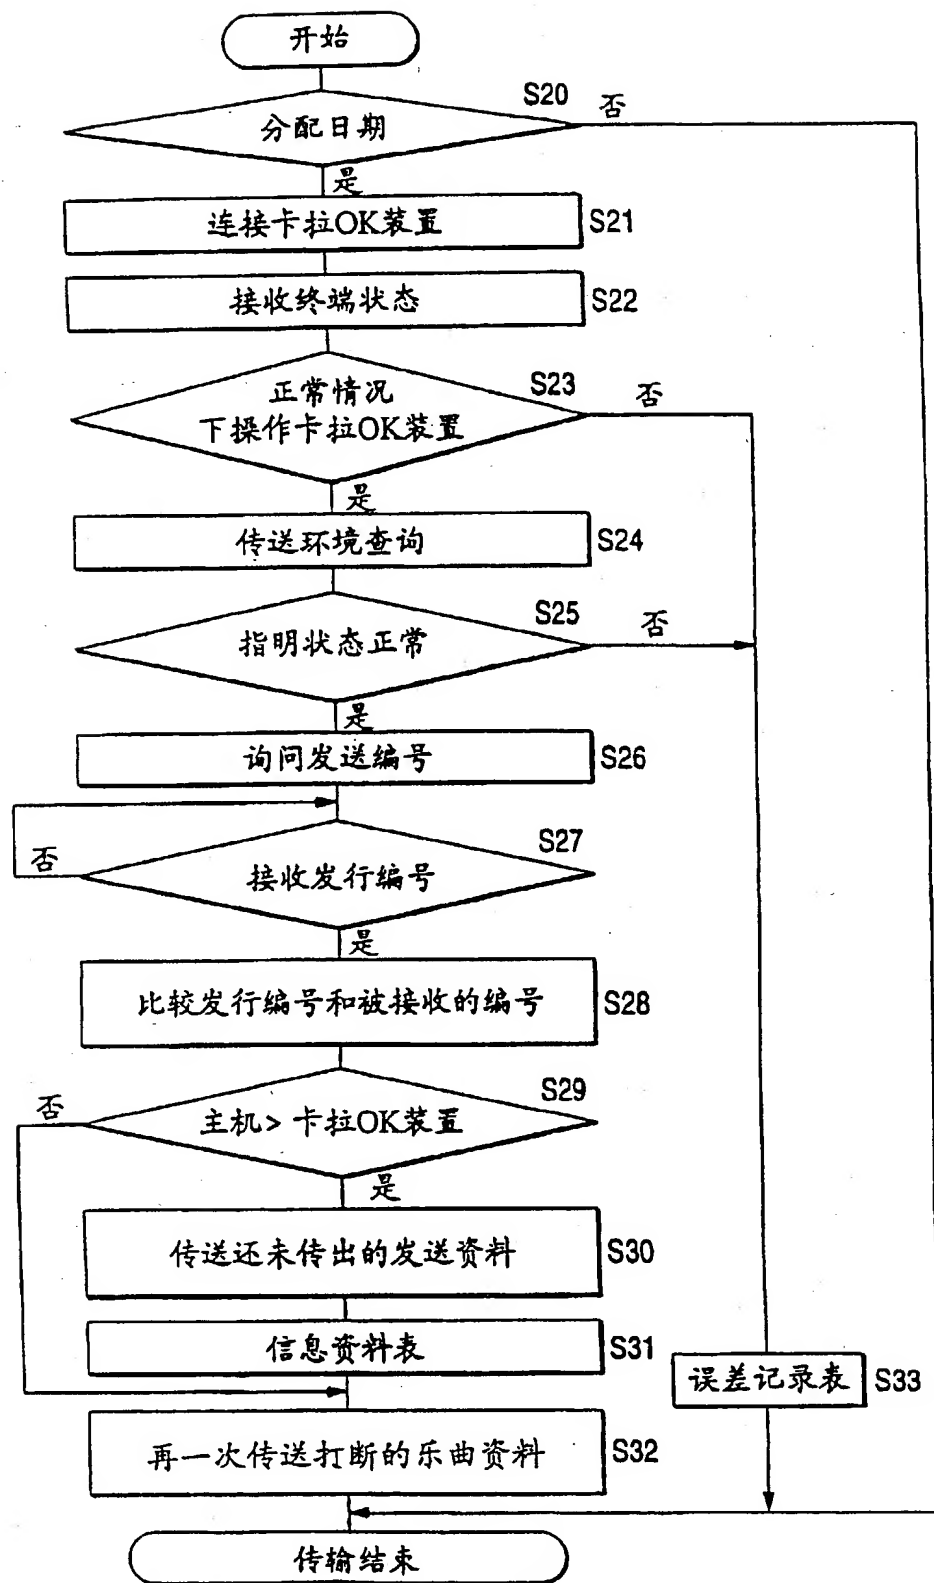 开始
S20
否
分配日期
是
连接卡拉OK装置
S21
接收终端状态
S22
S23
否
正常情况
下操作卡拉OK装置
是
传送环境查询
S24
S25
否
指明状态正常
是
询问发送编号
S26
S27
否
接收发行编号
是
比较发行编号和被接收的编号
S28
S29
否
主机> 卡拉OK装置
是
传送还未传出的发送资料
S30
信息资料表
S31
误差记录表
S33
再一次传送打断的乐曲资料
S32
传输结束